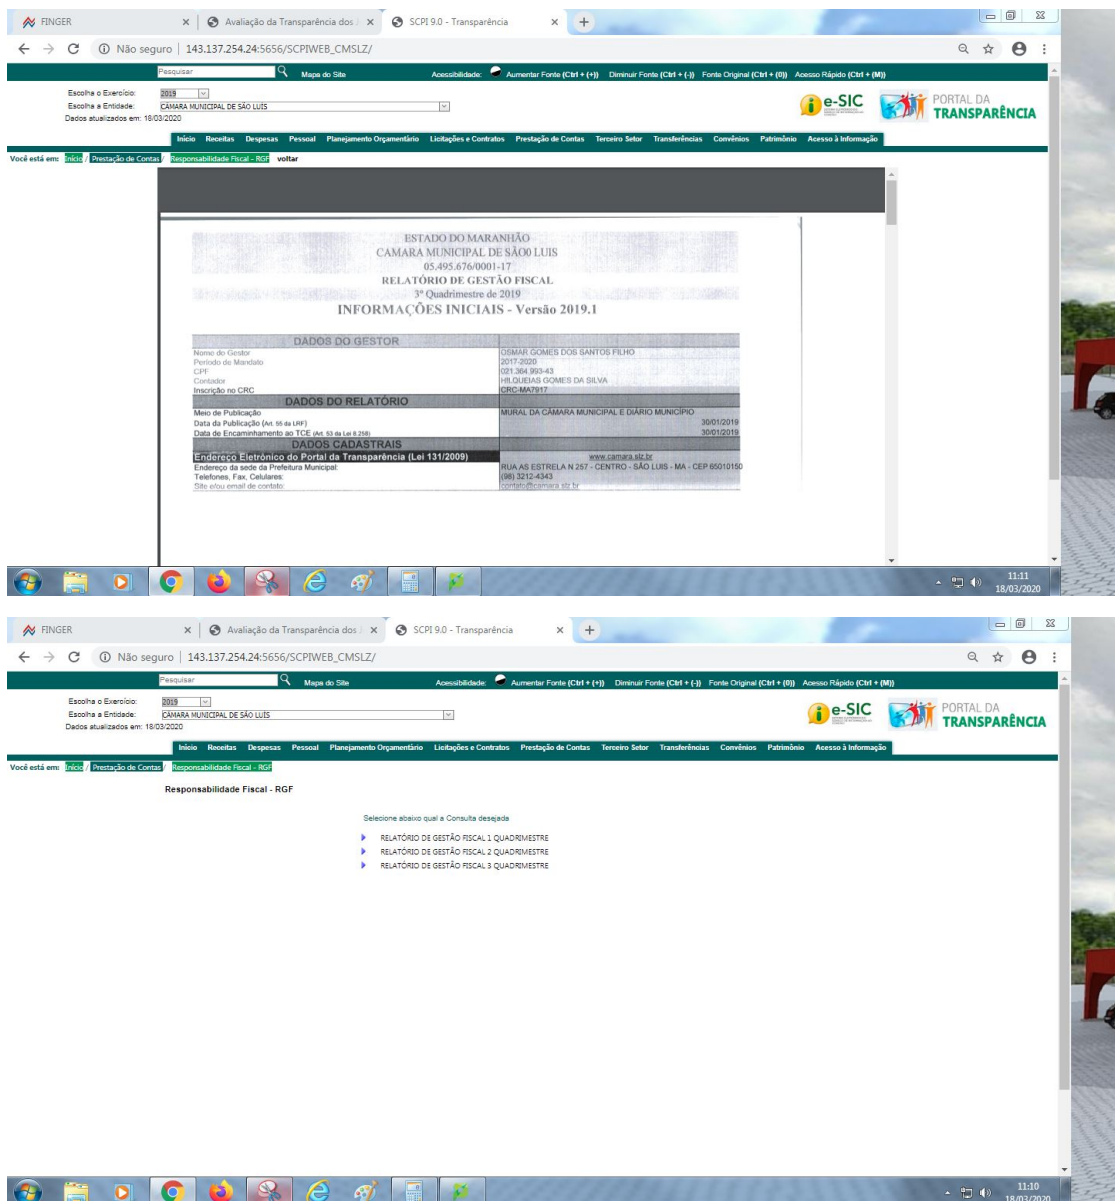 FINGER
Avaliação da Transparência dos J
SCPI 9.0 - Transparência
Não seguro | 143.137.254.24:5656/SCPIWEB_CMSLZ/
Pesquisar Mapa do Site Acessibilidade: Aumentar Fonte (Ctrl + (+)) Diminuir Fonte (Ctrl + (-)) Fonte Original (Ctrl + (0)) Acesso Rápido (Ctrl + (M))
Escolha o Exercício: 2019
Escolha a Entidade: CÂMARA MUNICIPAL DE SÃO LUIS
Dados atualizados em: 18/03/2020
e-SIC
PORTAL DA
TRANSPARÊNCIA
Início Receitas Despesas Pessoal Planejamento Orçamentário Licitações e Contratos Prestação de Contas Terceiro Setor Transferências Convênios Patrimônio Acesso à Informação
Você está em: Início / Prestação de Contas / Responsabilidade Fiscal - RGF voltar
ESTADO DO MARANHÃO
CAMARA MUNICIPAL DE SÃO0 LUIS
05,495.676/0001-17
RELATÓRIO DE GESTÃO FISCAL
3º Quadrimestre de 2019
INFORMAÇÕES INICIAIS - Versão 2019.1
DADOS DO GESTOR
Nome do Gestor OSMAR GOMES DOS SANTOS FILHO
Período de Mandato 2017-2020
CPF 021.364.993-43
Contador HILQUEIAS GOMES DA SILVA
Inscrição no CRC CRC-MA7917
DADOS DO RELATÓRIO
Meio de Publicação MURAL DA CÂMARA MUNICIPAL E DIÁRIO MUNICÍPIO
Data da Publicação (Art. 55 da LRF) 30/01/2019
Data de Encaminhamento ao TCE (Art. 53 da Lei 8.258) 30/01/2019
DADOS CADASTRAIS
Endereço Eletrônico do Portal da Transparência (Lei 131/2009) www.camara.slz.br
Endereço da sede da Prefeitura Municipal: RUA AS ESTRELA N 257 - CENTRO - SÃO LUIS - MA - CEP 65010150
Telefones, Fax, Celulares: (98) 3212-4343
Site e/ou email de contato: contato@camara.slz.br
11:11
18/03/2020
FINGER
Avaliação da Transparência dos J
SCPI 9.0 - Transparência
Não seguro | 143.137.254.24:5656/SCPIWEB_CMSLZ/
Pesquisar Mapa do Site Acessibilidade: Aumentar Fonte (Ctrl + (+)) Diminuir Fonte (Ctrl + (-)) Fonte Original (Ctrl + (0)) Acesso Rápido (Ctrl + (M))
Escolha o Exercício: 2019
Escolha a Entidade: CÂMARA MUNICIPAL DE SÃO LUIS
Dados atualizados em: 18/03/2020
e-SIC
PORTAL DA
TRANSPARÊNCIA
Início Receitas Despesas Pessoal Planejamento Orçamentário Licitações e Contratos Prestação de Contas Terceiro Setor Transferências Convênios Patrimônio Acesso à Informação
Você está em: Início / Prestação de Contas / Responsabilidade Fiscal - RGF
Responsabilidade Fiscal - RGF
Selecione abaixo qual a Consulta desejada
RELATÓRIO DE GESTÃO FISCAL 1 QUADRIMESTRE
RELATÓRIO DE GESTÃO FISCAL 2 QUADRIMESTRE
RELATÓRIO DE GESTÃO FISCAL 3 QUADRIMESTRE
11:10
18/03/2020